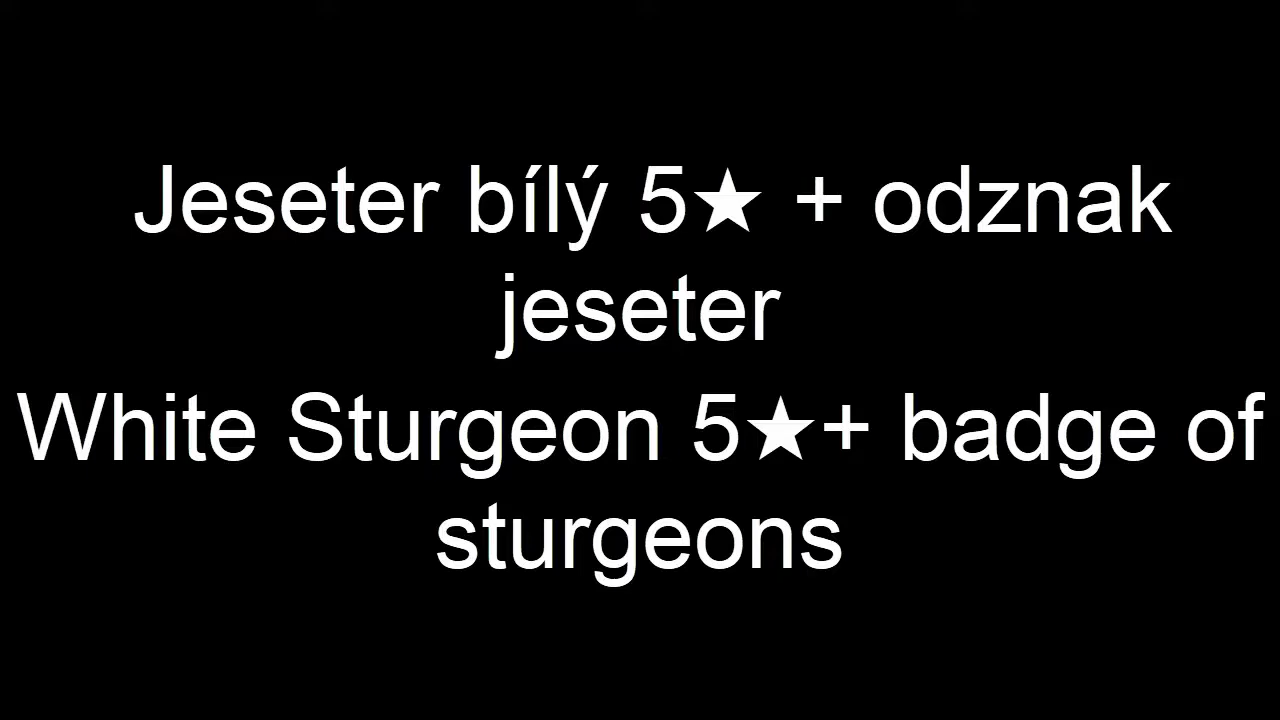 Jeseter bílý 5★ + odznak
jeseter
White Sturgeon 5★+ badge of
sturgeons